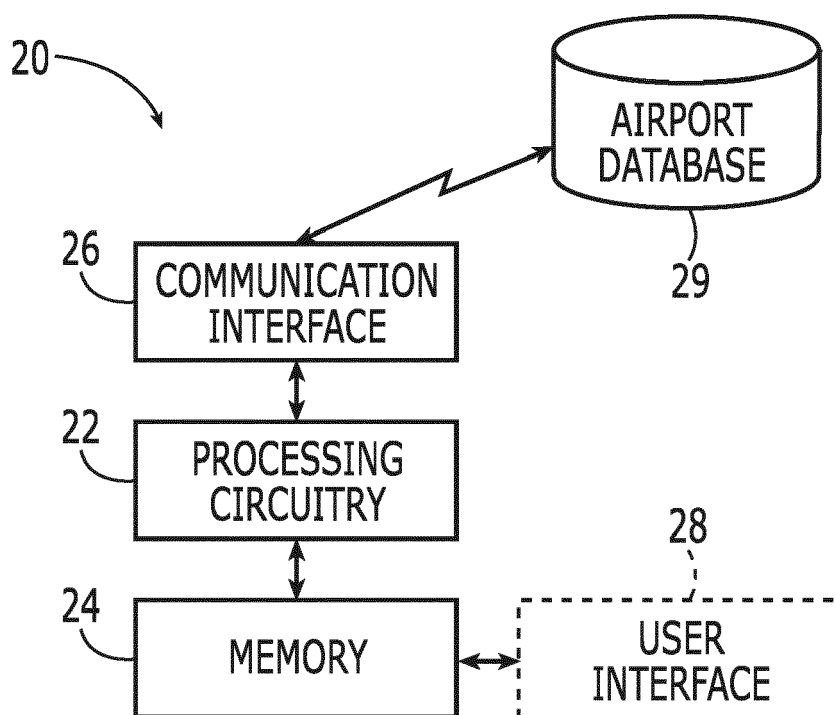 20
AIRPORT
DATABASE
29
26
COMMUNICATION
INTERFACE
22
PROCESSING
CIRCUITRY
28
24
MEMORY
USER
INTERFACE